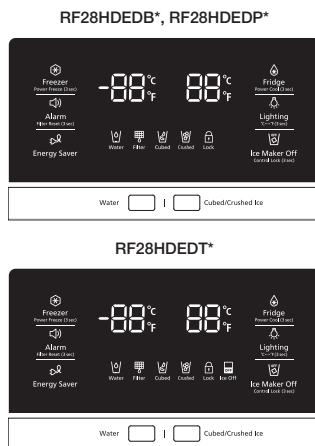 RF28HDEDB*, RF28HDEDP*
Freezer
Power Freeze (3 sec)
Alarm
Filter Reset (3 sec)
Energy Saver
-88 °C °F
88 °C °F
Water Filter Cubed Crushed Lock
Fridge
Power Cool (3 sec)
Lighting
°C↔°F (3 sec)
Ice Maker Off
Control Lock (3 sec)
Water | Cubed/Crushed Ice
RF28HDEDT*
Freezer
Power Freeze (3 sec)
Alarm
Filter Reset (3 sec)
Energy Saver
-88 °C °F
88 °C °F
Water Filter Cubed Crushed Lock Ice Off
Fridge
Power Cool (3 sec)
Lighting
°C↔°F (3 sec)
Ice Maker Off
Control Lock (3 sec)
Water | Cubed/Crushed Ice